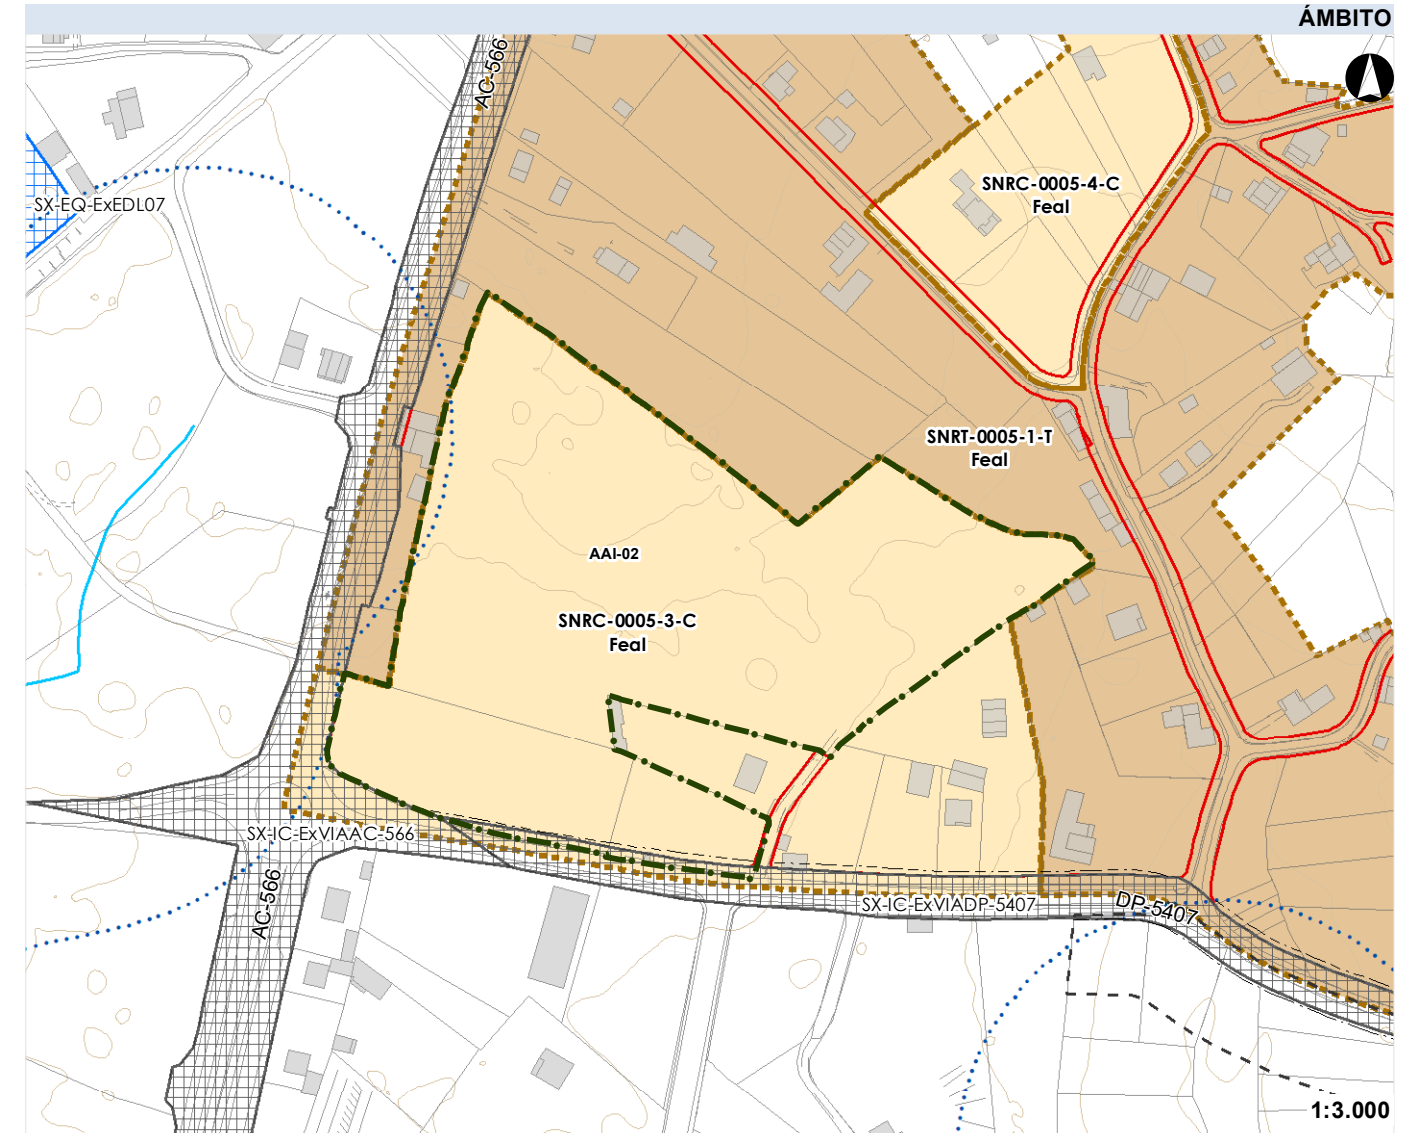 ÁMBITO
AC-566
SNRC-0005-4-C
Feal
SX-EQ-ExEDL07
SNRT-0005-1-T
Feal
AAI-02
SNRC-0005-3-C
Feal
SX-IC-ExVIAAC-566
AC-566
SX-IC-ExVIADP-5407
DP-5407
1:3.000